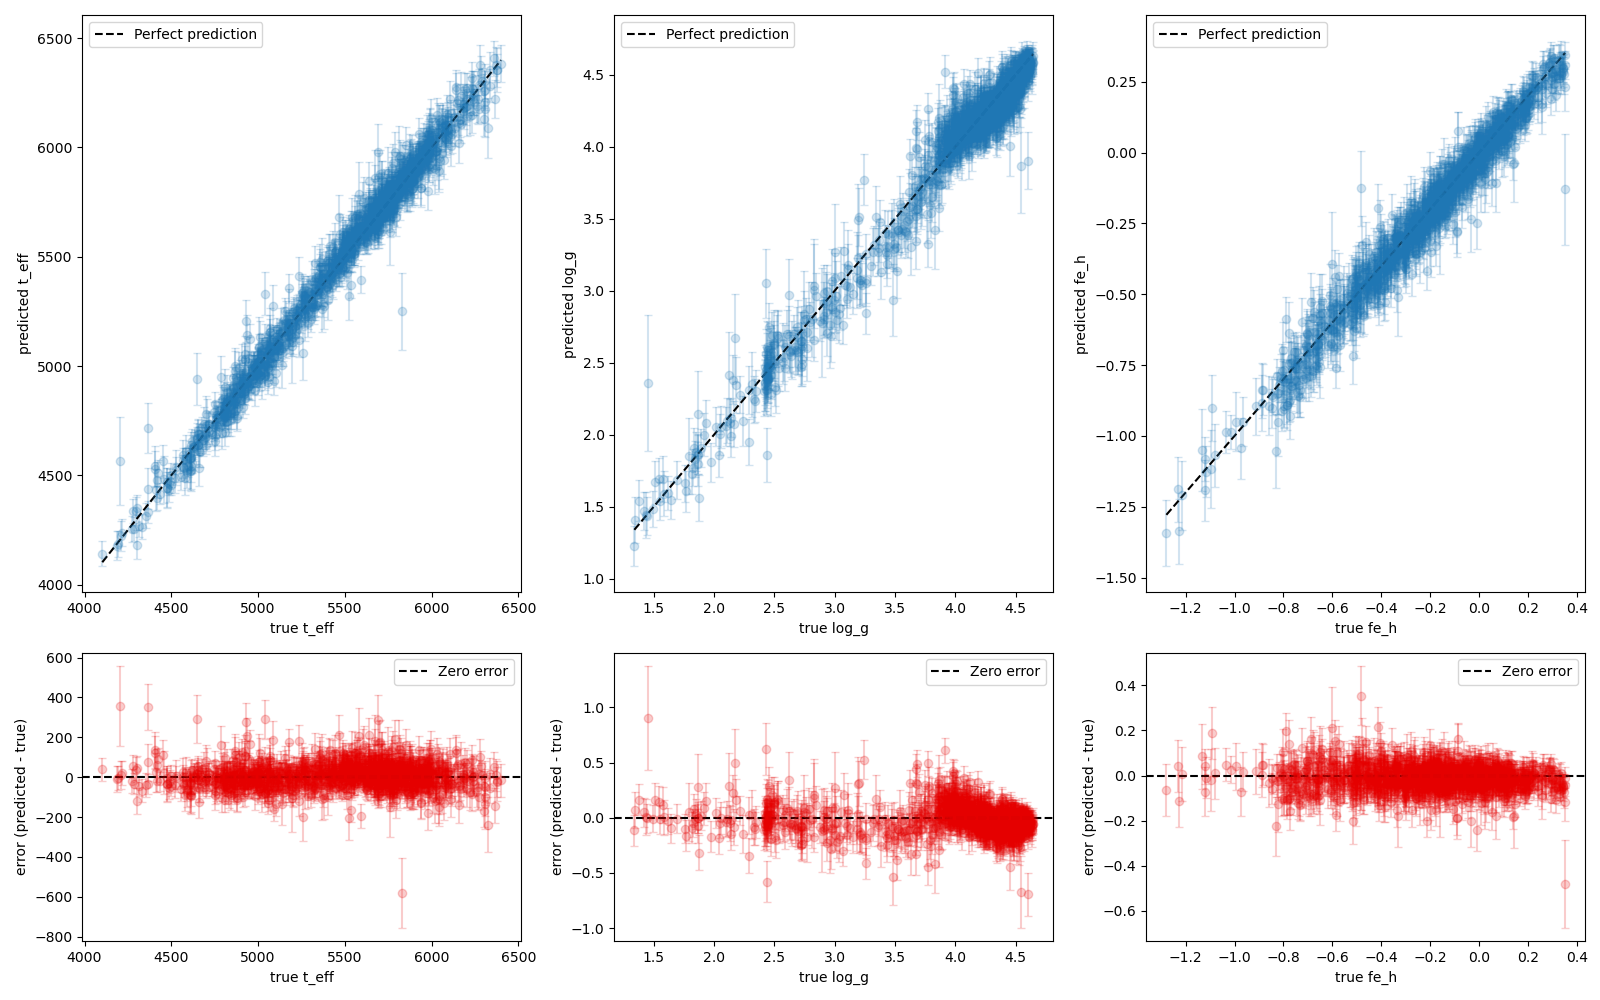 Perfect prediction
6500
6000
5500
5000
4500
4000
predicted t_eff
4000 4500 5000 5500 6000 6500
true t_eff
Perfect prediction
4.5
4.0
3.5
3.0
2.5
2.0
1.5
1.0
predicted log_g
1.5 2.0 2.5 3.0 3.5 4.0 4.5
true log_g
Perfect prediction
0.25
0.00
−0.25
−0.50
−0.75
−1.00
−1.25
−1.50
predicted fe_h
−1.2 −1.0 −0.8 −0.6 −0.4 −0.2 0.0 0.2 0.4
true fe_h
Zero error
600
400
200
0
−200
−400
−600
−800
error (predicted - true)
4000 4500 5000 5500 6000 6500
true t_eff
Zero error
1.0
0.5
0.0
−0.5
−1.0
error (predicted - true)
1.5 2.0 2.5 3.0 3.5 4.0 4.5
true log_g
Zero error
0.4
0.2
0.0
−0.2
−0.4
−0.6
error (predicted - true)
−1.2 −1.0 −0.8 −0.6 −0.4 −0.2 0.0 0.2 0.4
true fe_h